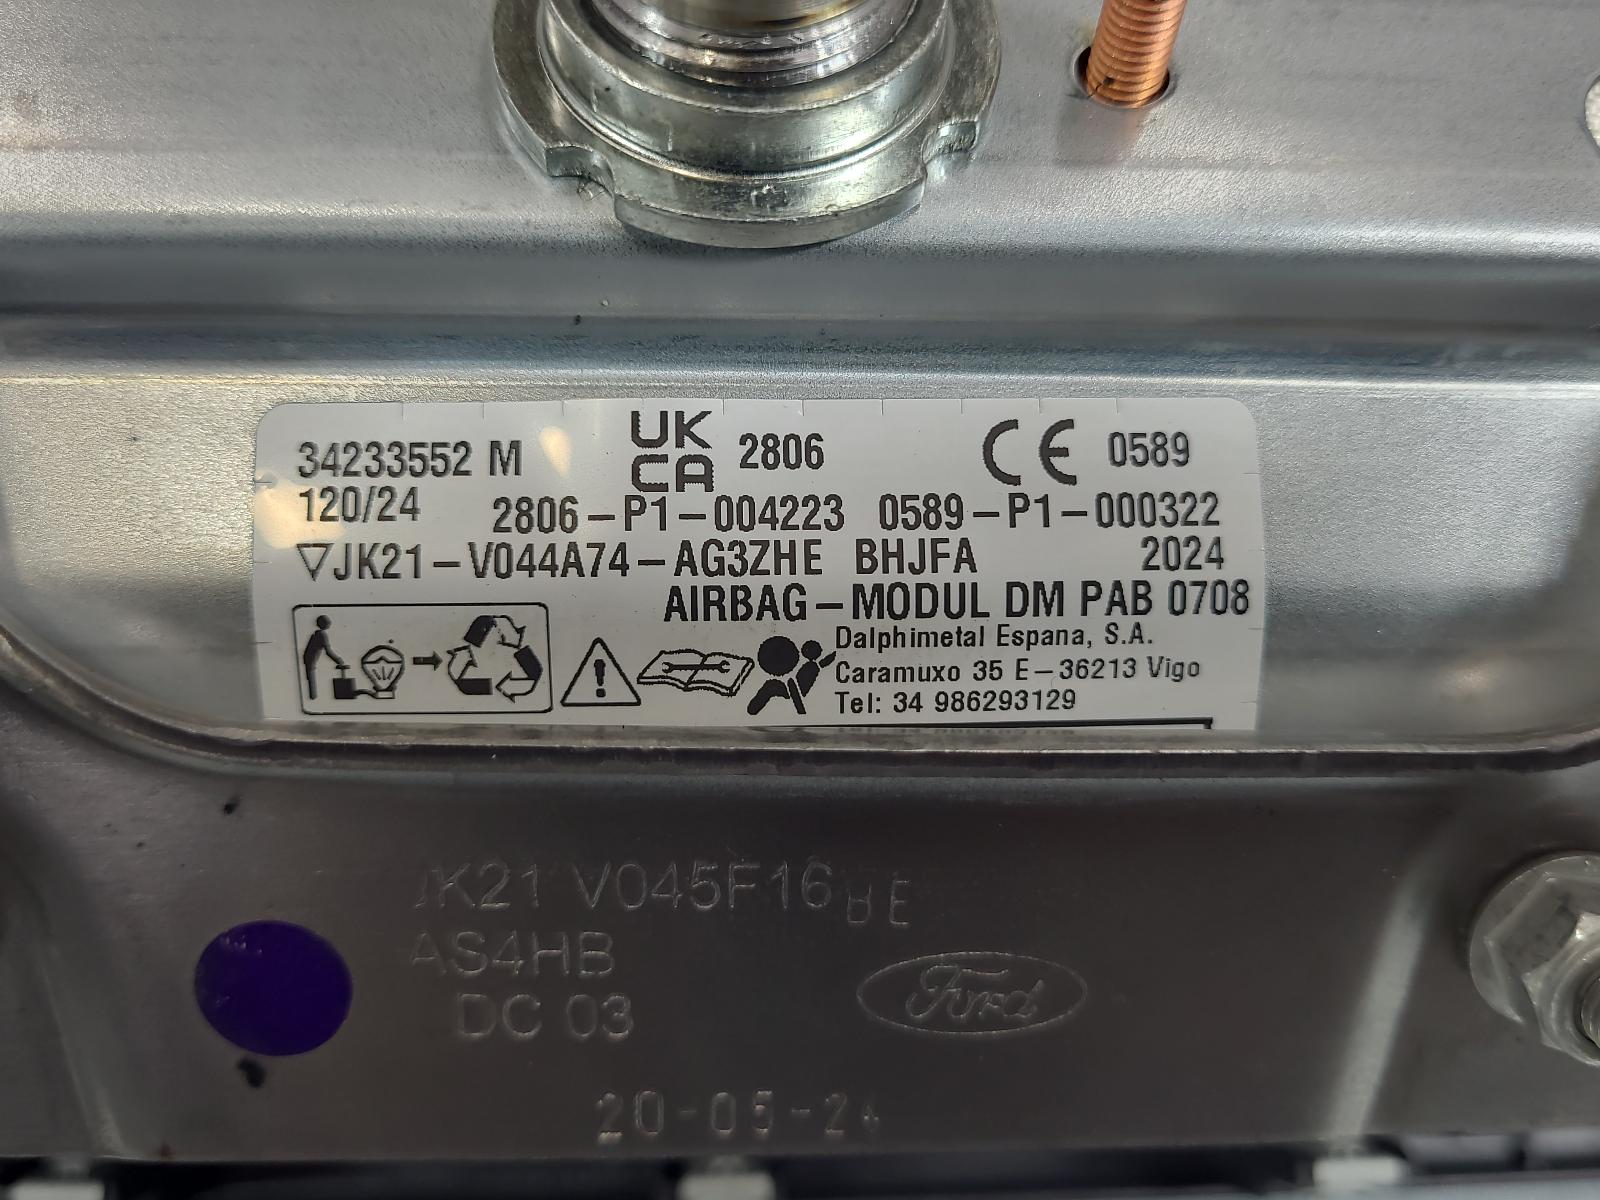 34233552 M UK CA 2806 CE 0589
120/24 2806-P1-004223 0589-P1-000322
▽JK21-V044A74-AG3ZHE BHJFA 2024
AIRBAG-MODUL DM PAB 0708
Dalphimetal Espana, S.A.
Caramuxo 35 E-36213 Vigo
Tel: 34 986293129
JK21 V045F16 BE
AS4HB
DC 03
Ford
20-05-24